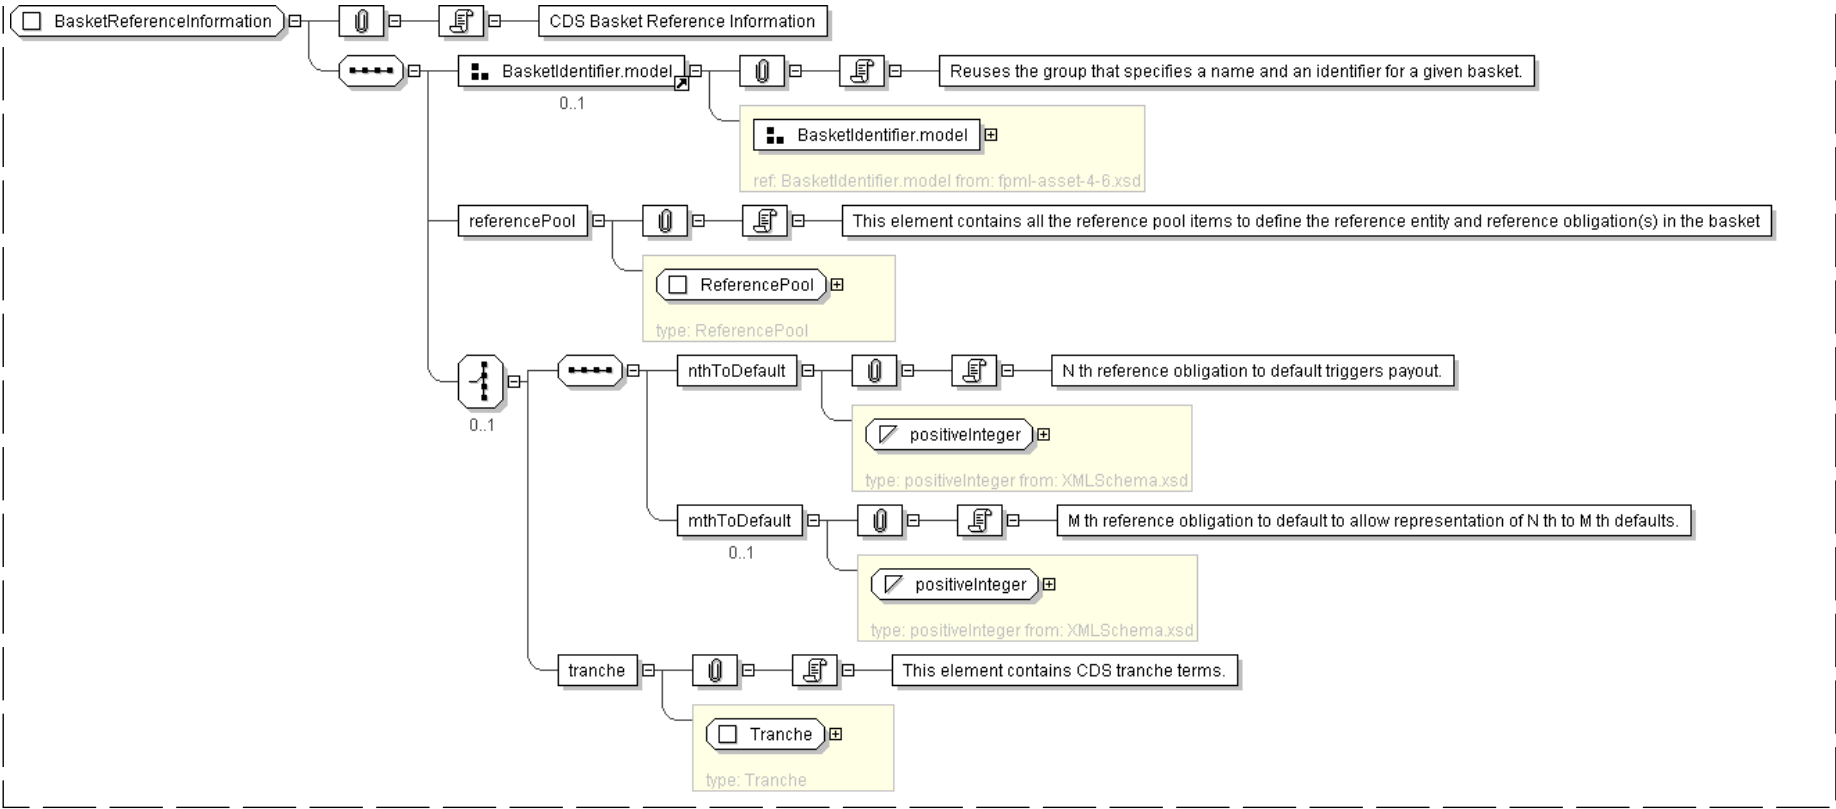 BasketReferenceInformation
CDS Basket Reference Information
BasketIdentifier.model
Reuses the group that specifies a name and an identifier for a given basket.
0..1
BasketIdentifier.model
ref: BasketIdentifier.model from: fpml-asset-4-6.xsd
referencePool
This element contains all the reference pool items to define the reference entity and reference obligation(s) in the basket
ReferencePool
type: ReferencePool
0..1
nthToDefault
N th reference obligation to default triggers payout.
positiveInteger
type: positiveInteger from: XMLSchema.xsd
mthToDefault
M th reference obligation to default to allow representation of N th to M th defaults.
0..1
positiveInteger
type: positiveInteger from: XMLSchema.xsd
tranche
This element contains CDS tranche terms.
Tranche
type: Tranche